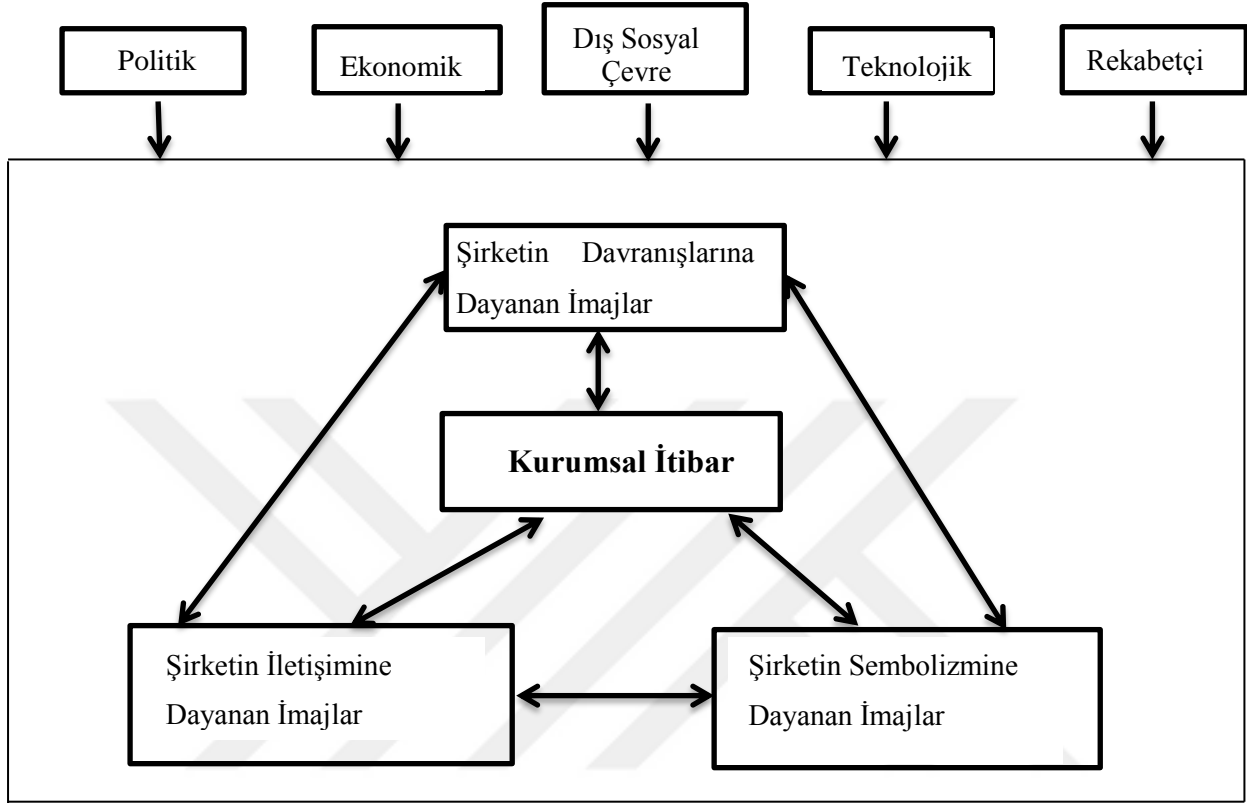 Politik
Ekonomik
Dış Sosyal
Çevre
Teknolojik
Rekabetçi
Şirketin Davranışlarına
Dayanan İmajlar
Kurumsal İtibar
Şirketin İletişimine
Dayanan İmajlar
Şirketin Sembolizmine
Dayanan İmajlar